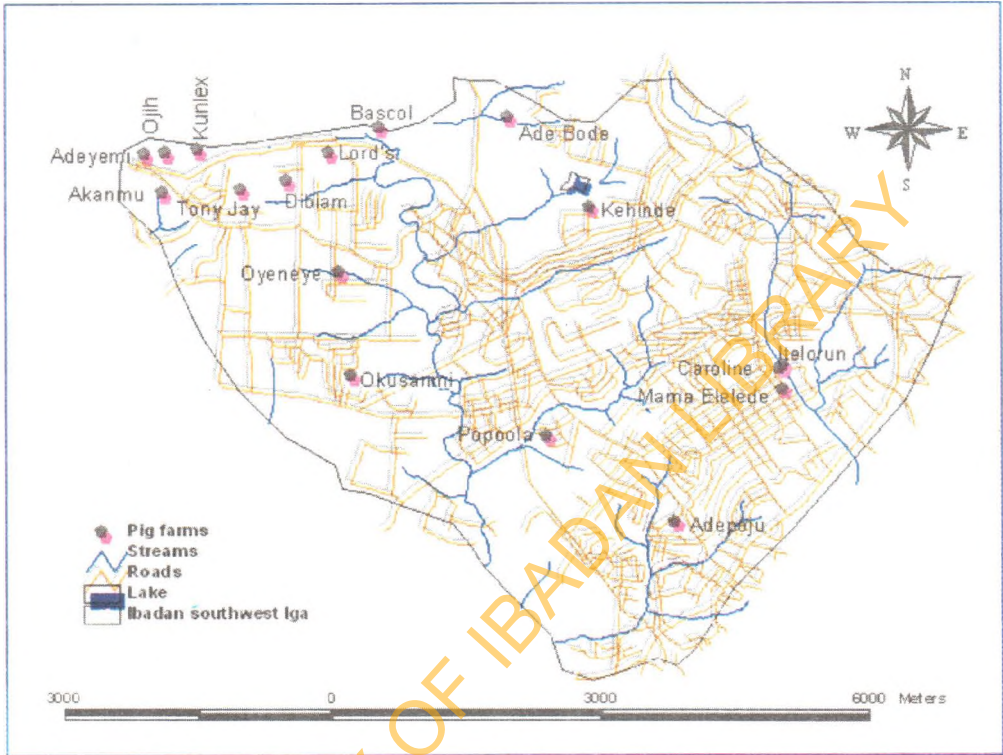 N
W E
S
Ojih
Kunlex
Bascol
Ade Bode
Adeyemi
Lord's
Akanmu
Tony Jay
Dibiam
Kehinde
Oyeneye
Itelorun
Caroline
Okusanmi
Mama Elelede
Popoola
Adepoju
Pig farms
Streams
Roads
Lake
Ibadan southwest lga
3000 0 3000 6000 Meters
OF IBADAN LIBRARY